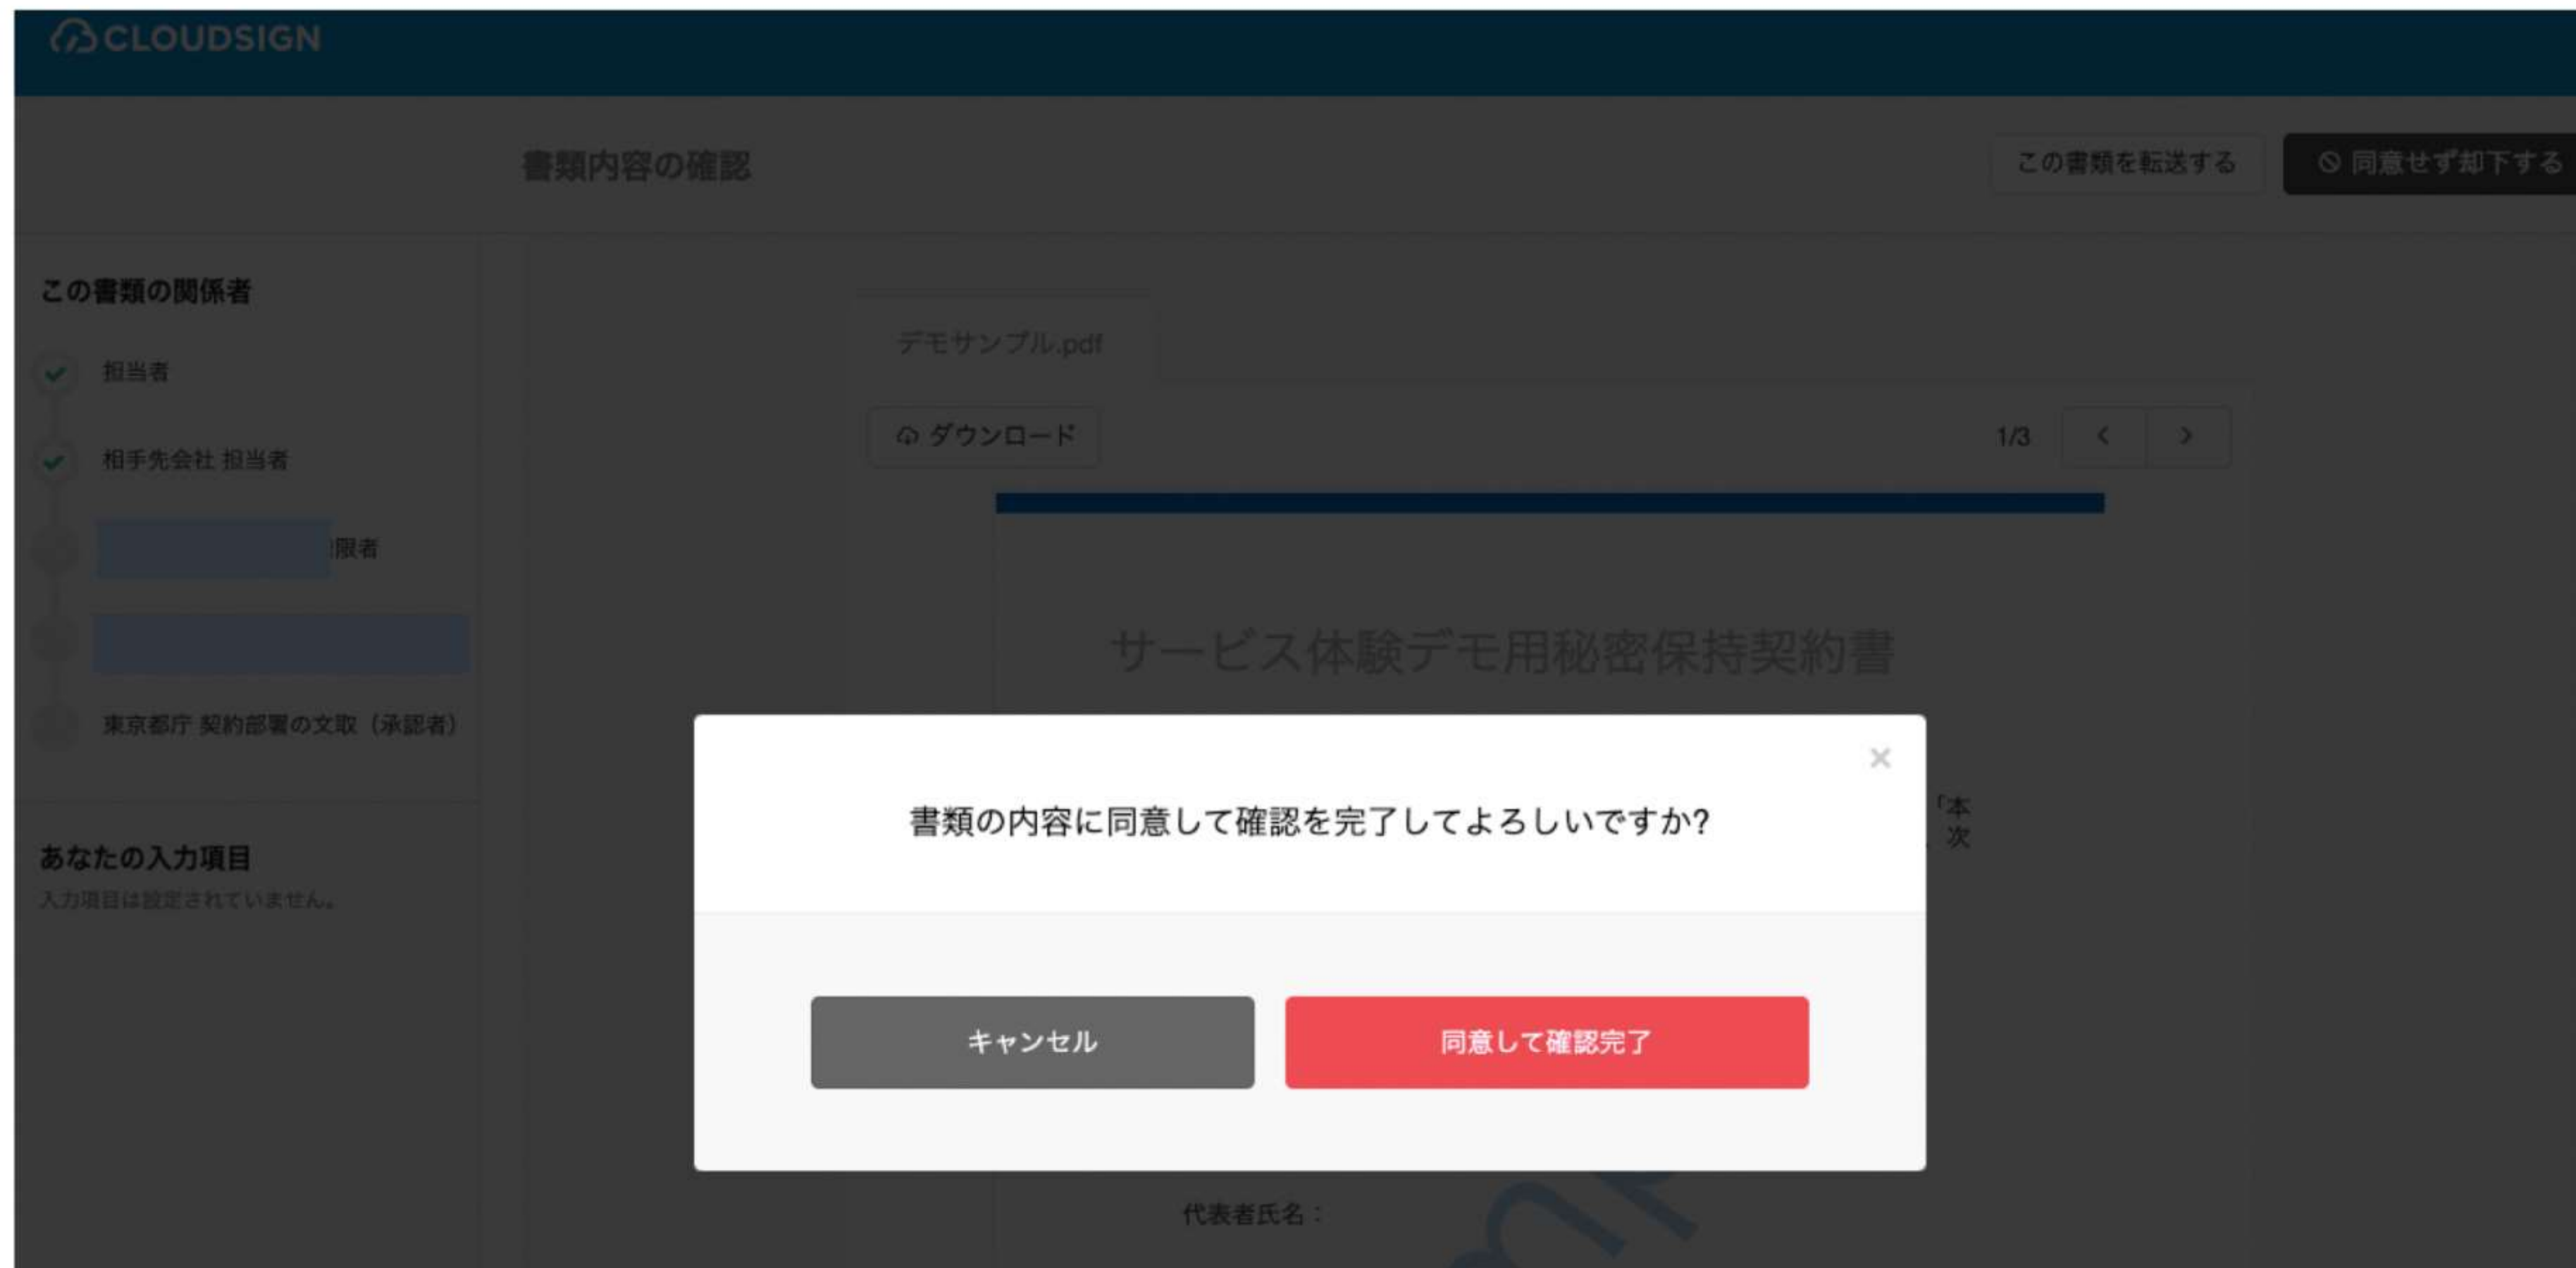 CLOUDSIGN
書類内容の確認
この書類を転送する
同意せず却下する
この書類の関係者
担当者
相手先会社 担当者
限者
東京都庁 契約部署の文取（承認者）
あなたの入力項目
入力項目は設定されていません。
デモサンプル.pdf
ダウンロード
1/3
サービス体験デモ用秘密保持契約書
「本
次
書類の内容に同意して確認を完了してよろしいですか?
キャンセル
同意して確認完了
代表者氏名：